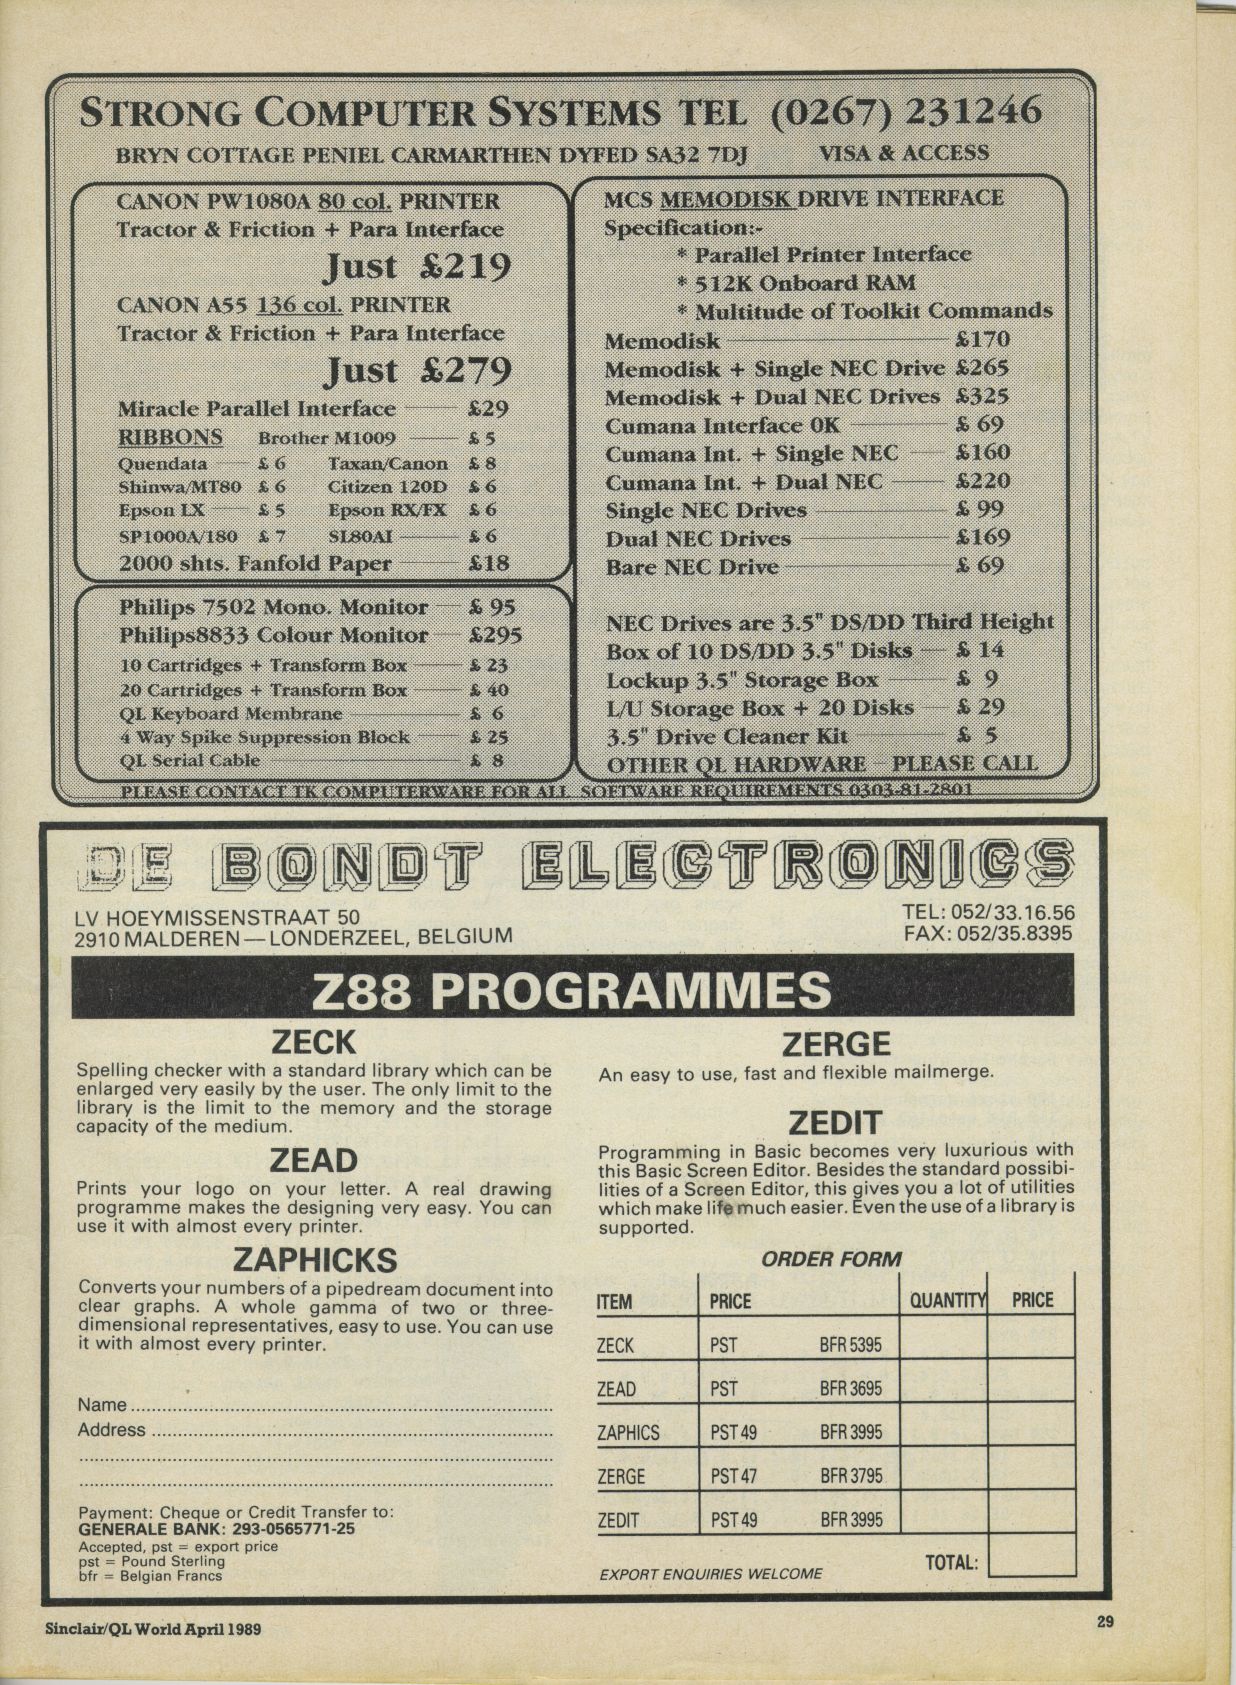 STRONG COMPUTER SYSTEMS TEL (0267) 231246
BRYN COTTAGE PENIEL CARMARTHEN DYFED SA32 7DJ VISA & ACCESS
CANON PW1080A 80 col. PRINTER
Tractor & Friction + Para Interface
Just £219
CANON A55 136 col. PRINTER
Tractor & Friction + Para Interface
Just £279
Miracle Parallel Interface £29
RIBBONS Brother M1009 £ 5
Quendata £ 6 Taxan/Canon £ 8
Shinwa/MT80 £ 6 Citizen 120D £ 6
Epson LX £ 5 Epson RX/FX £ 6
SP1000A/180 £ 7 SL80AI £ 6
2000 shts. Fanfold Paper £18
Philips 7502 Mono. Monitor £ 95
Philips8833 Colour Monitor £295
10 Cartridges + Transform Box £ 23
20 Cartridges + Transform Box £ 40
QL Keyboard Membrane £ 6
4 Way Spike Suppression Block £ 25
QL Serial Cable £ 8
MCS MEMODISK DRIVE INTERFACE
Specification:-
* Parallel Printer Interface
* 512K Onboard RAM
* Multitude of Toolkit Commands
Memodisk £170
Memodisk + Single NEC Drive £265
Memodisk + Dual NEC Drives £325
Cumana Interface 0K £ 69
Cumana Int. + Single NEC £160
Cumana Int. + Dual NEC £220
Single NEC Drives £ 99
Dual NEC Drives £169
Bare NEC Drive £ 69
NEC Drives are 3.5" DS/DD Third Height
Box of 10 DS/DD 3.5" Disks £ 14
Lockup 3.5" Storage Box £ 9
L/U Storage Box + 20 Disks £ 29
3.5" Drive Cleaner Kit £ 5
OTHER QL HARDWARE - PLEASE CALL
PLEASE CONTACT TK COMPUTERWARE FOR ALL SOFTWARE REQUIREMENTS 0303-81-2801
DE BONDT ELECTRONICS
LV HOEYMISSENSTRAAT 50
2910 MALDEREN — LONDERZEEL, BELGIUM
TEL: 052/33.16.56
FAX: 052/35.8395
Z88 PROGRAMMES
ZECK
Spelling checker with a standard library which can be
enlarged very easily by the user. The only limit to the
library is the limit to the memory and the storage
capacity of the medium.
ZEAD
Prints your logo on your letter. A real drawing
programme makes the designing very easy. You can
use it with almost every printer.
ZAPHICKS
Converts your numbers of a pipedream document into
clear graphs. A whole gamma of two or three-
dimensional representatives, easy to use. You can use
it with almost every printer.
Name
Address
Payment: Cheque or Credit Transfer to:
GENERALE BANK: 293-0565771-25
Accepted, pst = export price
pst = Pound Sterling
bfr = Belgian Francs
ZERGE
An easy to use, fast and flexible mailmerge.
ZEDIT
Programming in Basic becomes very luxurious with
this Basic Screen Editor. Besides the standard possibi-
lities of a Screen Editor, this gives you a lot of utilities
which make life much easier. Even the use of a library is
supported.
ORDER FORM
ITEM PRICE QUANTITY PRICE
ZECK PST BFR 5395
ZEAD PST BFR 3695
ZAPHICS PST 49 BFR 3995
ZERGE PST 47 BFR 3795
ZEDIT PST 49 BFR 3995
TOTAL:
EXPORT ENQUIRIES WELCOME
Sinclair/QL World April 1989
29